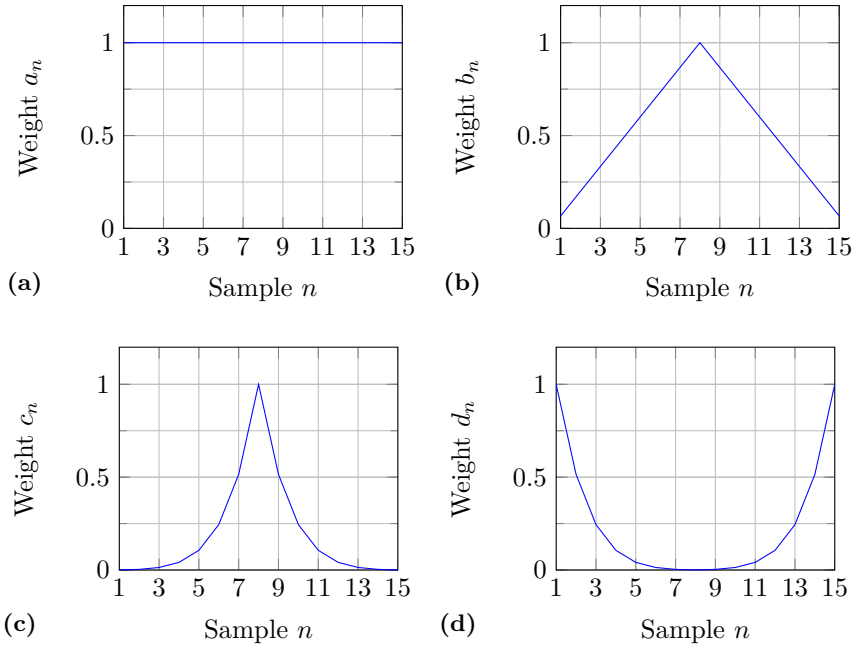 1
0.5
0
Weight a_n
1 3 5 7 9 11 13 15
Sample n
(a)
1
0.5
0
Weight b_n
1 3 5 7 9 11 13 15
Sample n
(b)
1
0.5
0
Weight c_n
1 3 5 7 9 11 13 15
Sample n
(c)
1
0.5
0
Weight d_n
1 3 5 7 9 11 13 15
Sample n
(d)